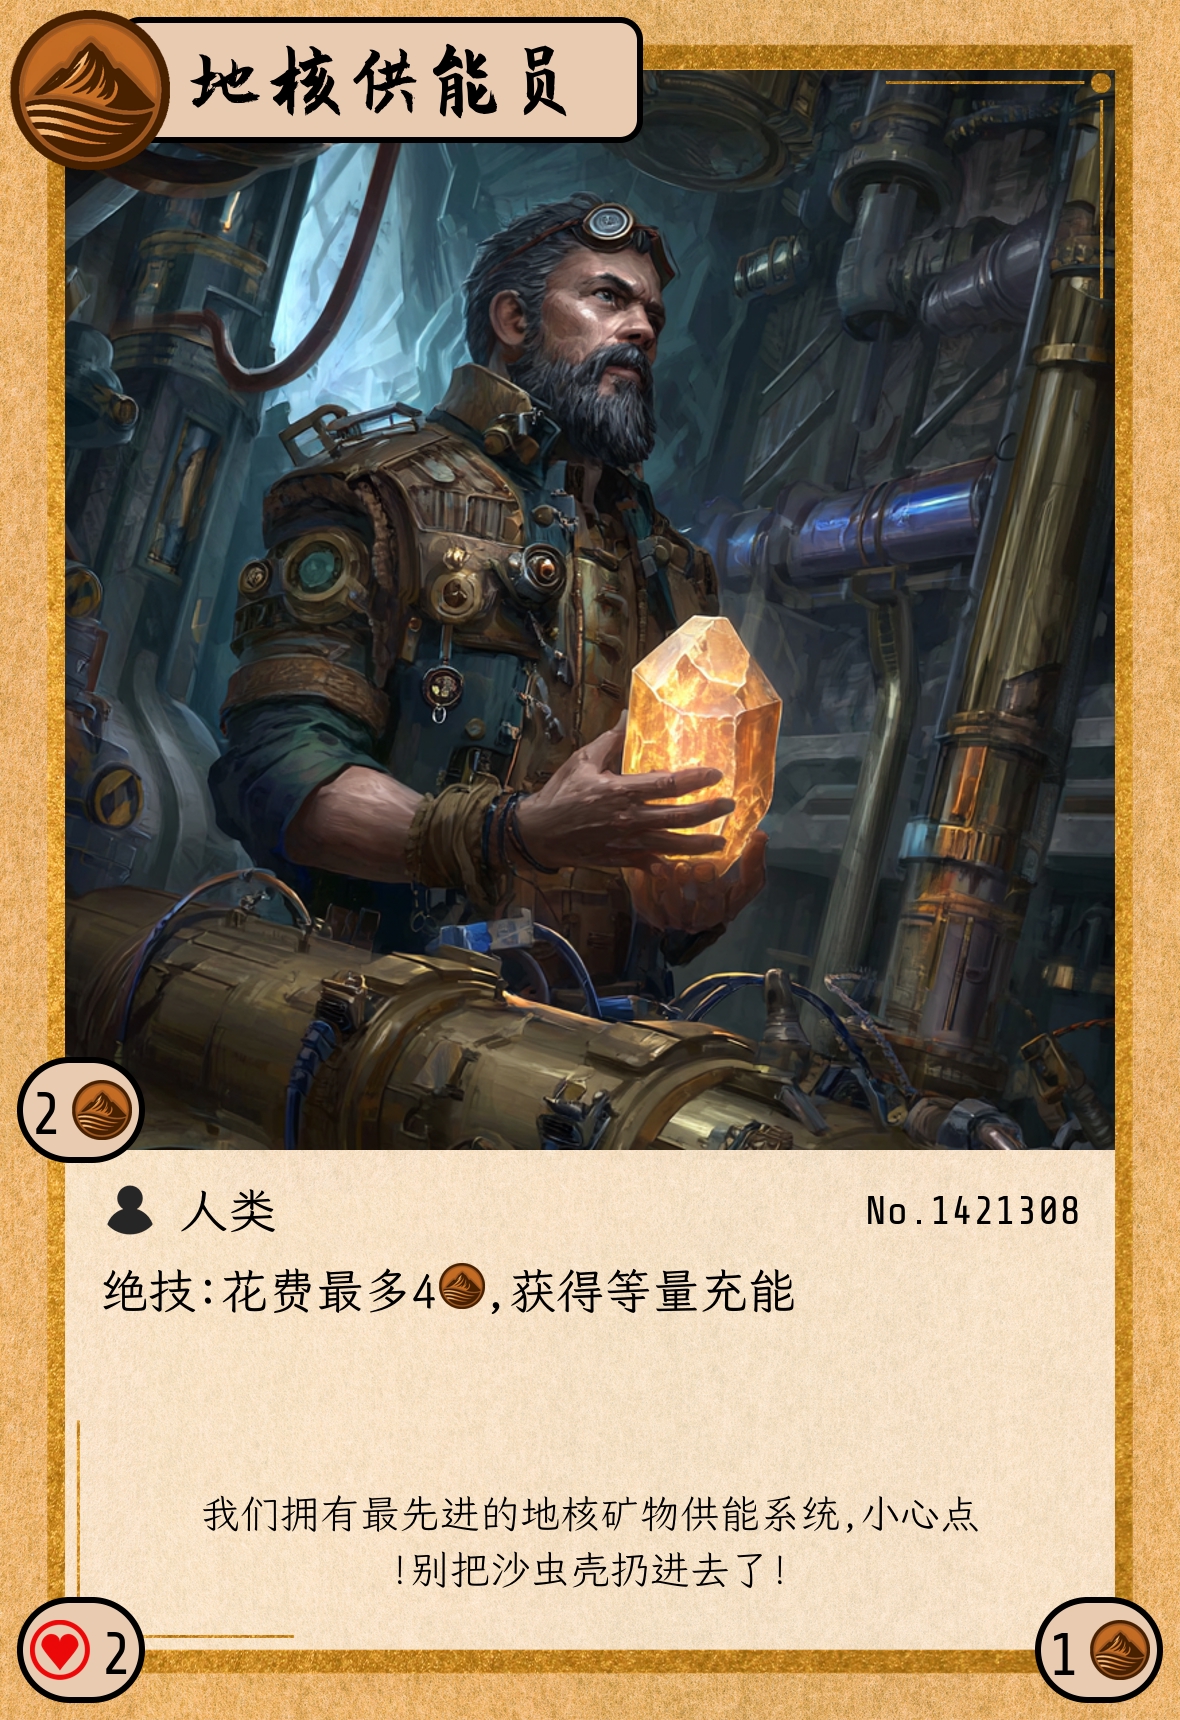 地核供能员
2
人类
No.1421308
绝技:花费最多4,获得等量充能
我们拥有最先进的地核矿物供能系统,小心点
!别把沙虫壳扔进去了!
2
1